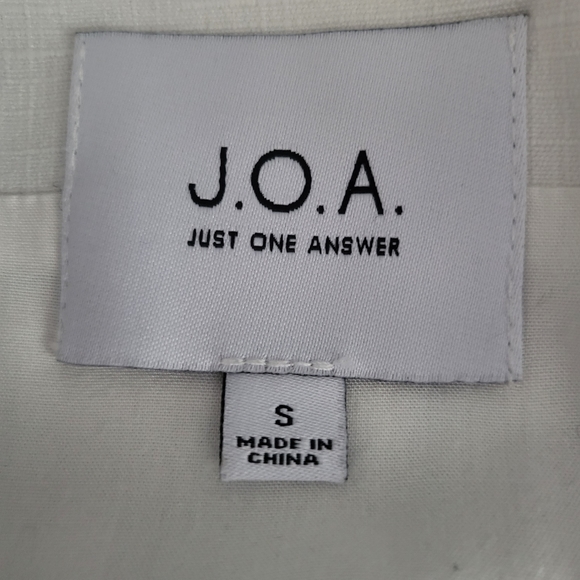 J.O.A.
JUST ONE ANSWER
S
MADE IN
CHINA